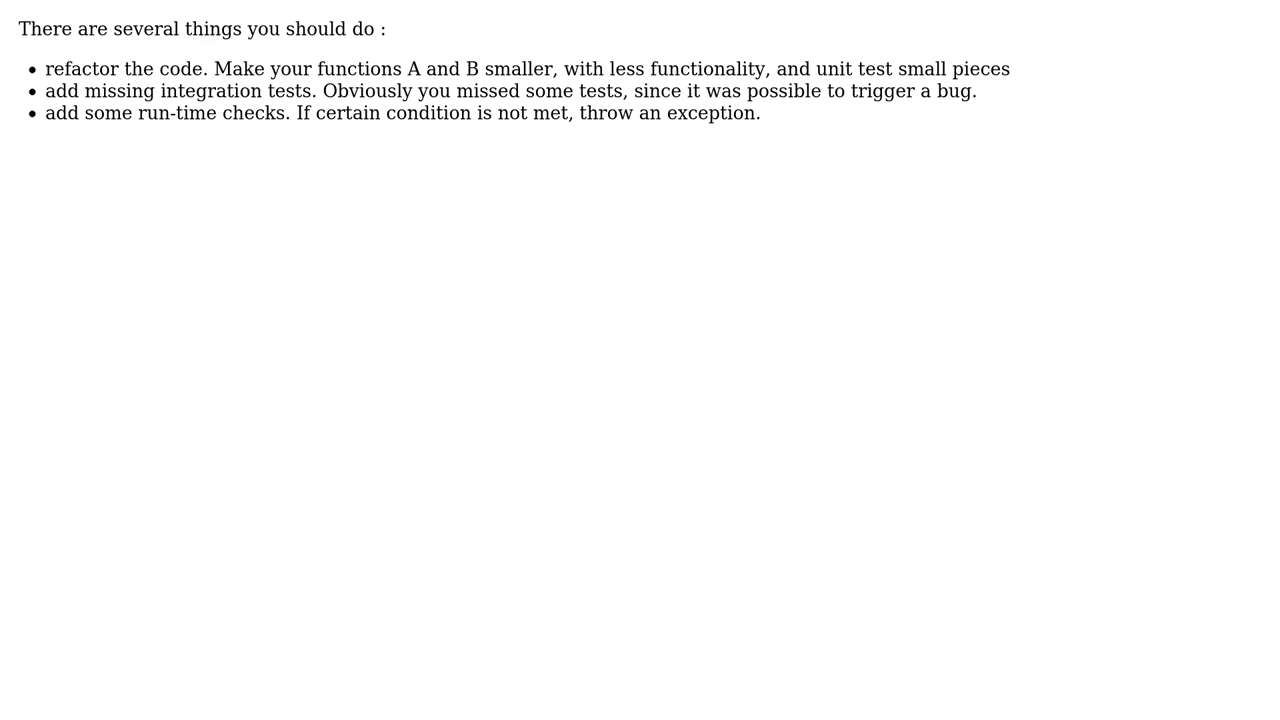 There are several things you should do :
• refactor the code. Make your functions A and B smaller, with less functionality, and unit test small pieces
• add missing integration tests. Obviously you missed some tests, since it was possible to trigger a bug.
• add some run-time checks. If certain condition is not met, throw an exception.